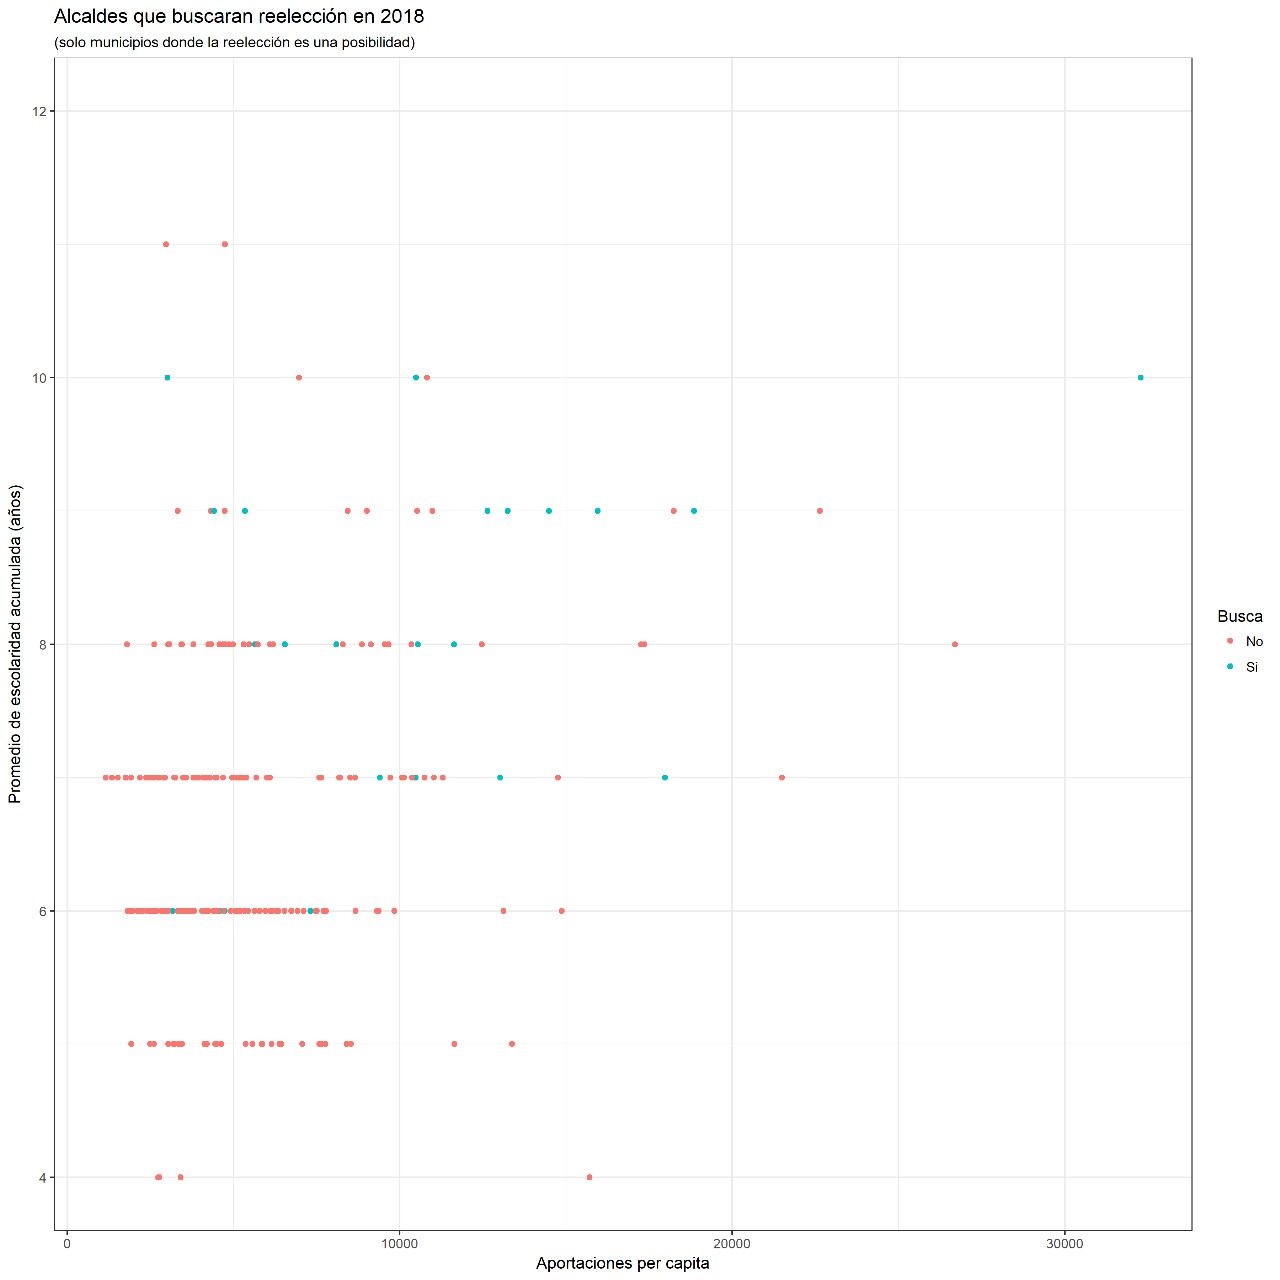 Alcaldes que buscaran reelección en 2018
(solo municipios donde la reelección es una posibilidad)
12
10
8
6
4
Promedio de escolaridad acumulada (años)
0
10000
20000
30000
Aportaciones per capita
Busca
No
Si